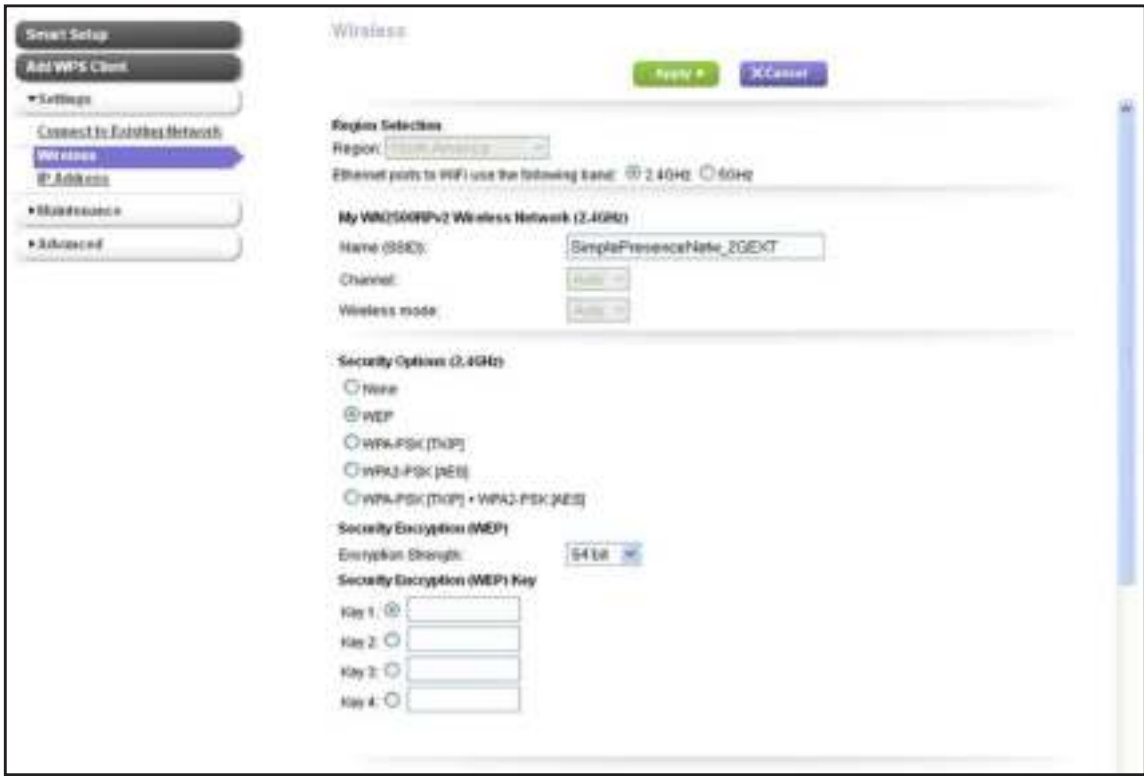 Smart Setup
Add WPS Client
Settings
Connect to Existing Network
Wireless
IP Address
Maintenance
Advanced
Wireless
Apply
X Cancel
Region Selection
Region: North America
Ethernet ports to WiFi use the following band: 2.4GHz 5GHz
My WN2500RPv2 Wireless Network (2.4GHz)
Name (SSID): SimplePresenceNetw_2GEXT
Channel: Auto
Wireless mode: Auto
Security Options (2.4GHz)
None
WEP
WPA-PSK [TKIP]
WPA2-PSK [AES]
WPA-PSK [TKIP] + WPA2-PSK [AES]
Security Encryption (WEP)
Encryption Strength: 64 bit
Security Encryption (WEP) Key
Key 1:
Key 2:
Key 3:
Key 4: